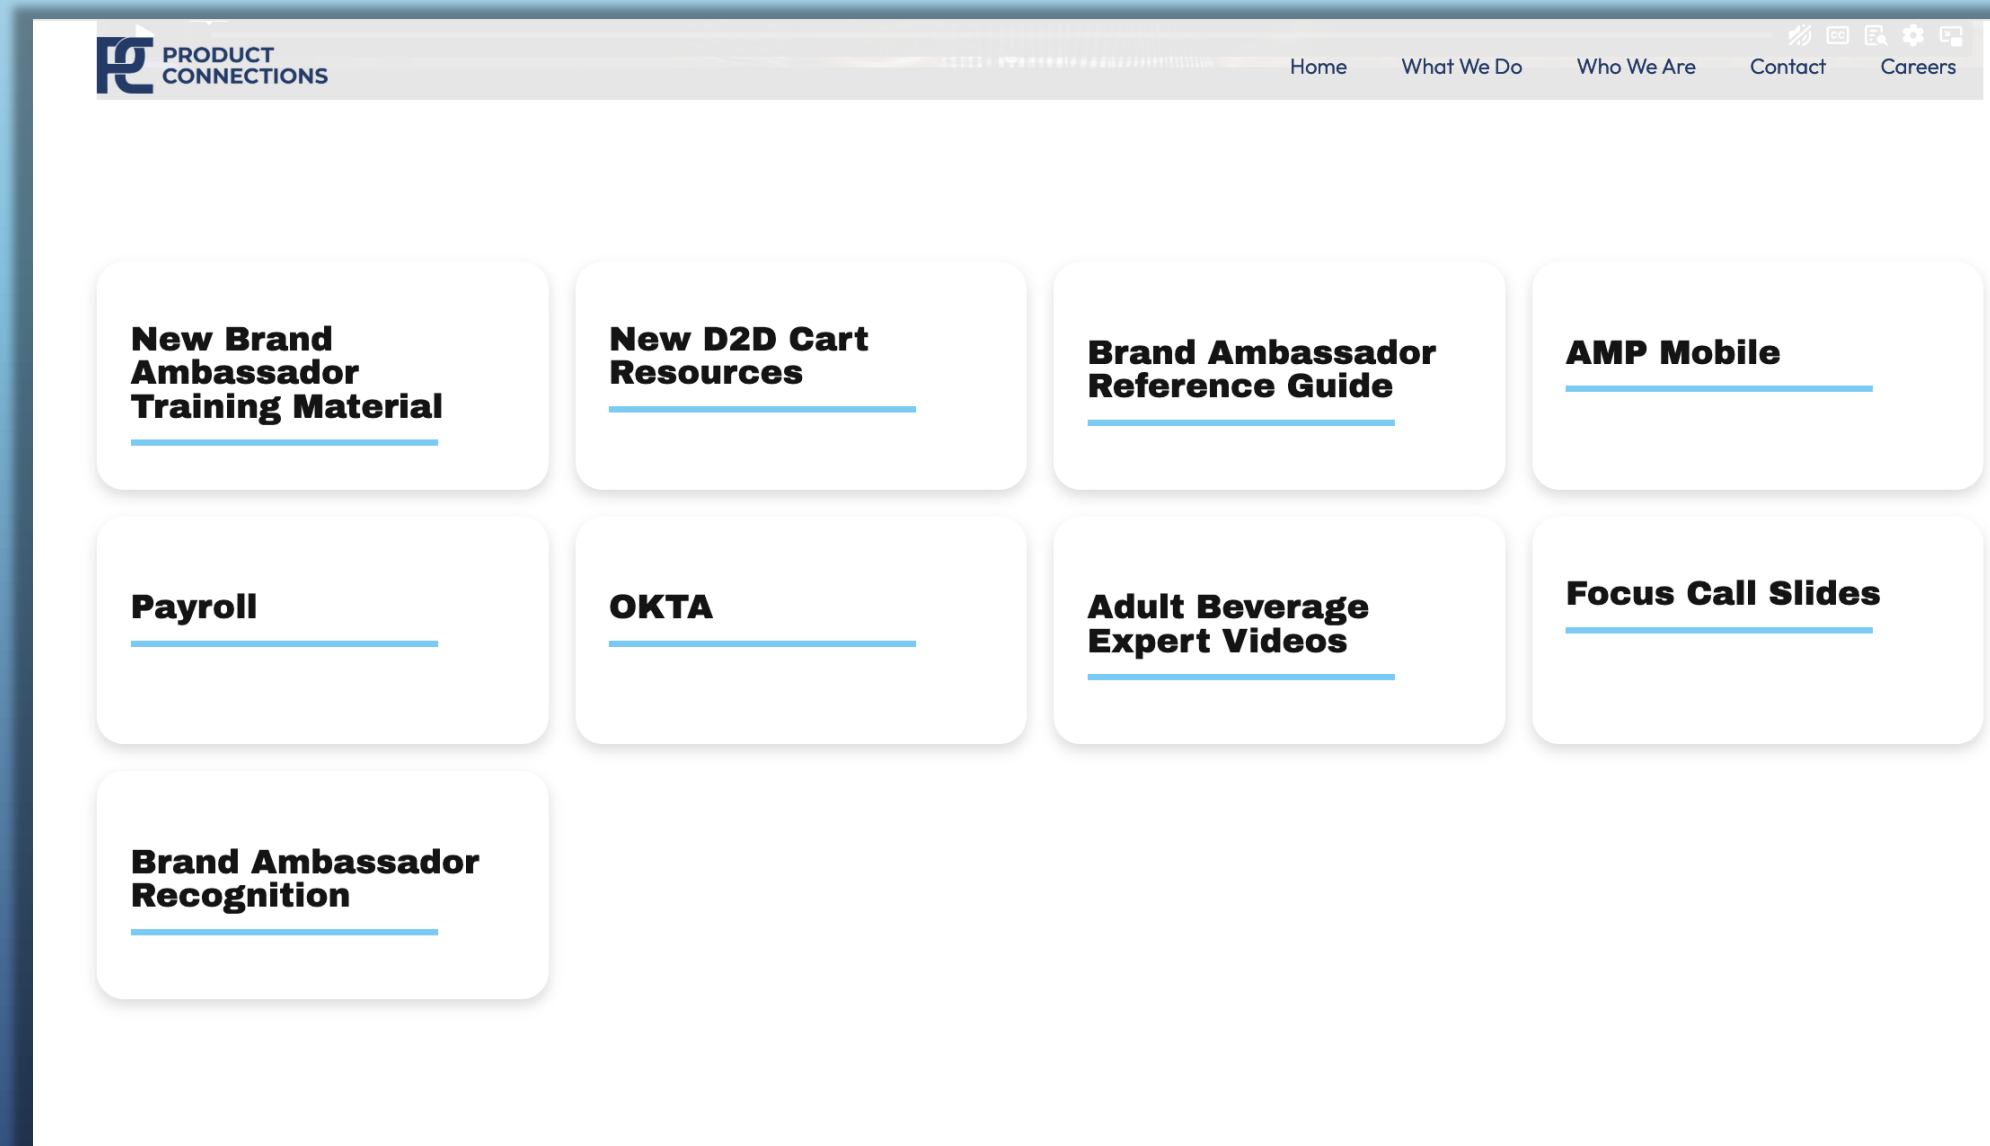 PRODUCT
CONNECTIONS
Home What We Do Who We Are Contact Careers
New Brand
Ambassador
Training Material
New D2D Cart
Resources
Brand Ambassador
Reference Guide
AMP Mobile
Payroll
OKTA
Adult Beverage
Expert Videos
Focus Call Slides
Brand Ambassador
Recognition